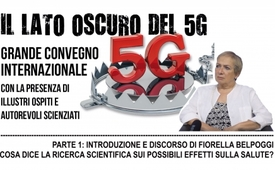 IL LATO OSCURO DEL 5G
GRANDE CONVEGNO
INTERNAZIONALE
CON LA PRESENZA DI
ILLUSTRI OSPITI E
AUTOREVOLI SCIENZIATI
5G
PARTE 1: INTRODUZIONE E DISCORSO DI FIORELLA BELPOGGI
COSA DICE LA RICERCA SCIENTIFICA SUI POSSIBILI EFFETTI SULLA SALUTE?